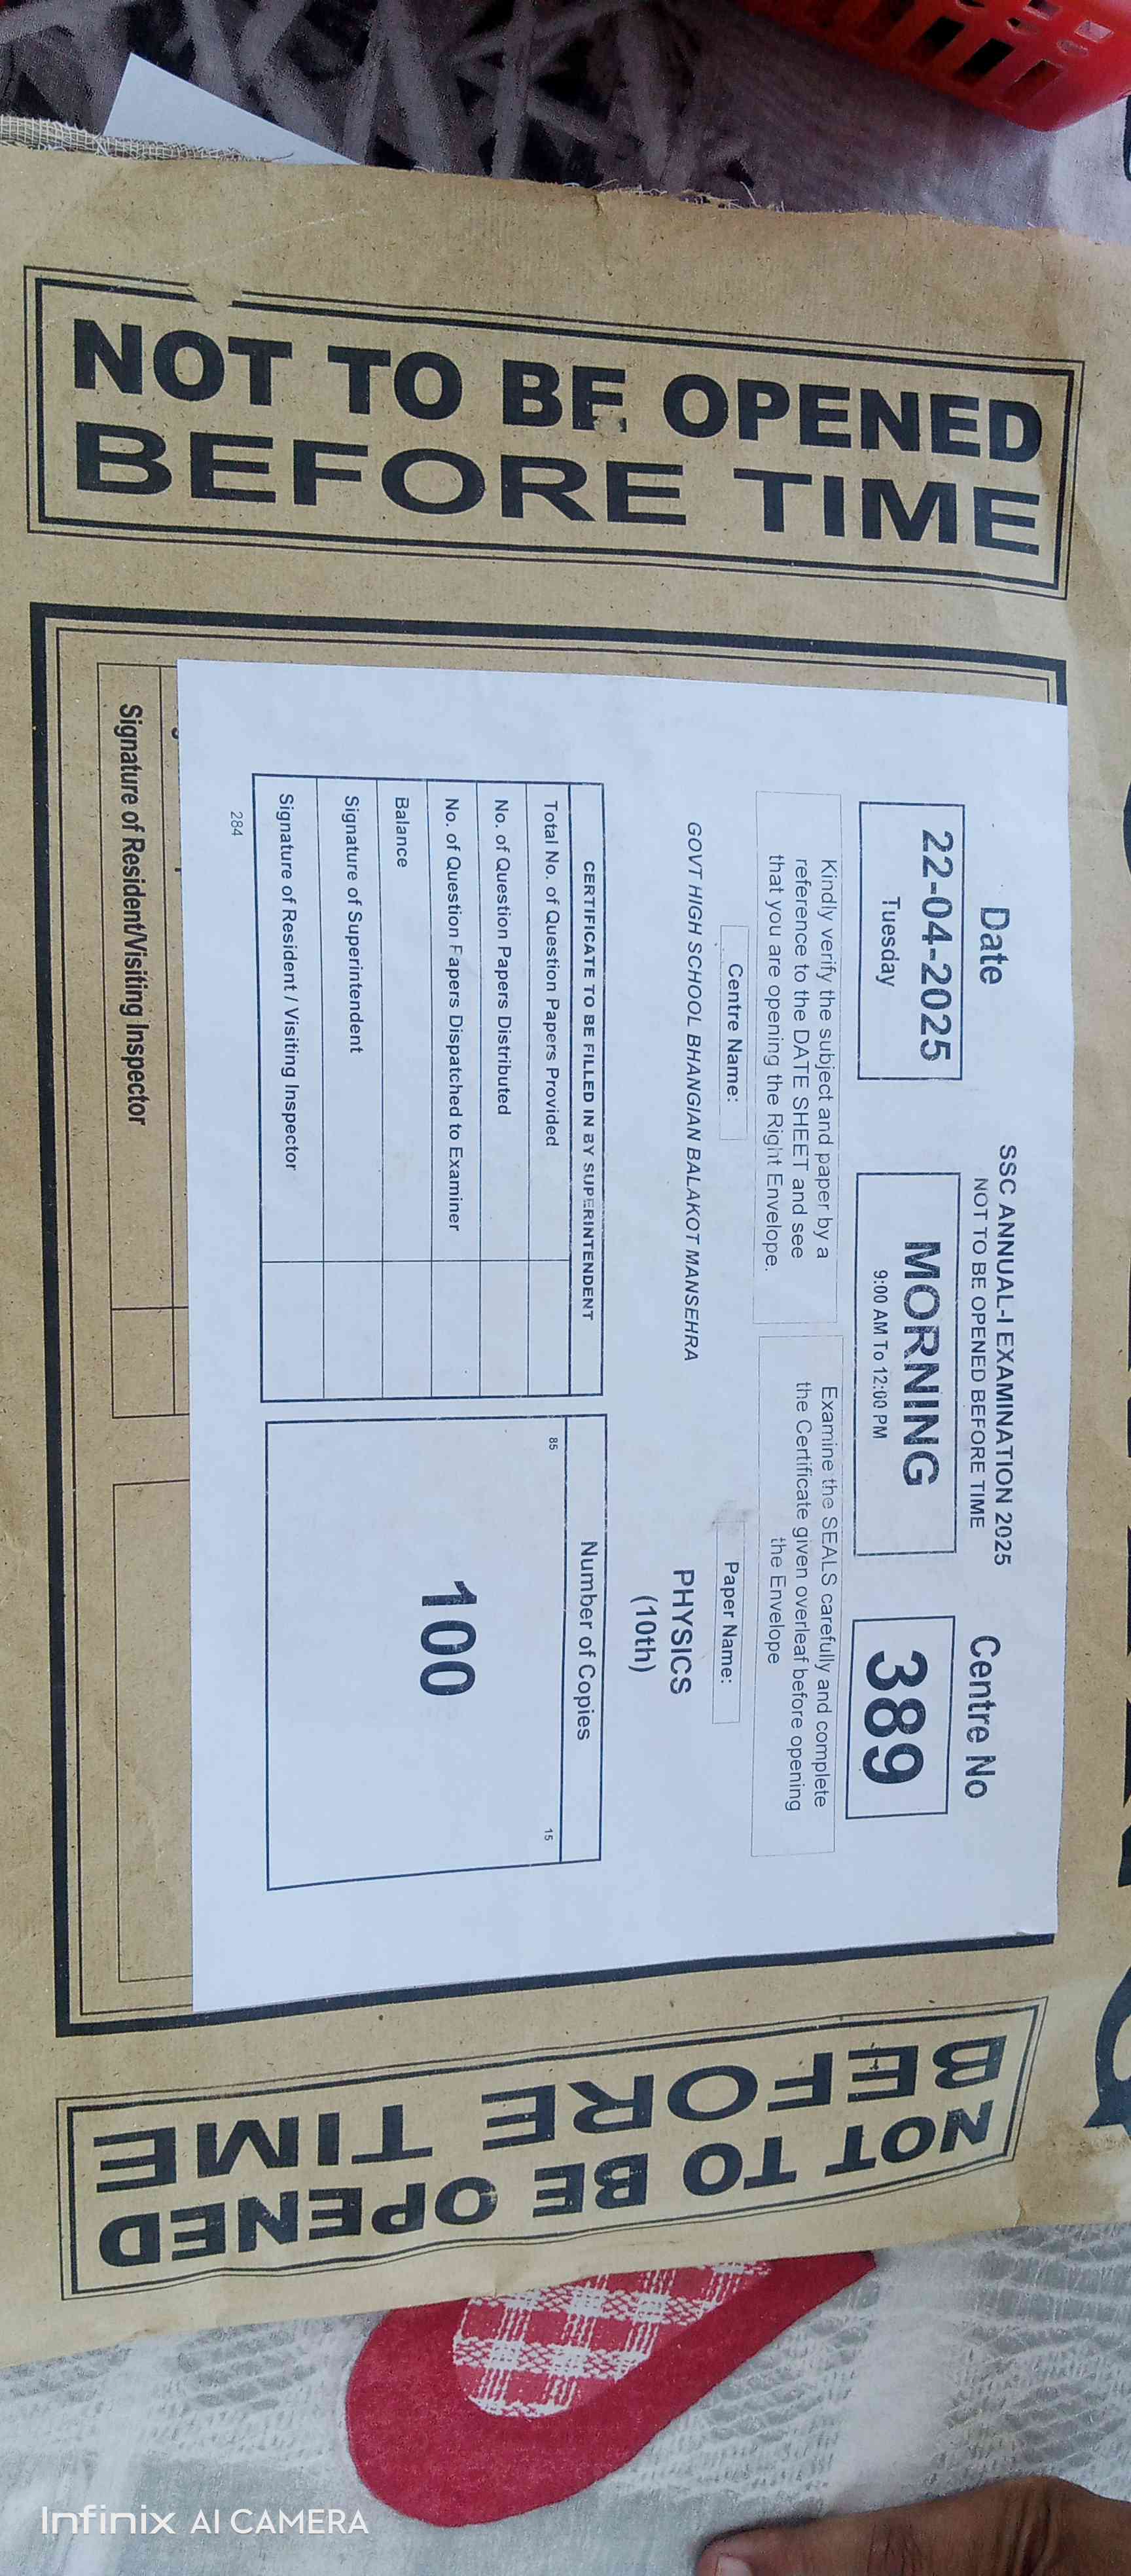 NOT TO BE OPENED
BEFORE TIME
SSC ANNUAL-I EXAMINATION 2025
NOT TO BE OPENED BEFORE TIME
Date
22-04-2025
Tuesday
MORNING
9:00 AM To 12:00 PM
Centre No
389
Kindly verify the subject and paper by a
reference to the DATE SHEET and see
that you are opening the Right Envelope.
Examine the SEALS carefully and complete
the Certificate given overleaf before opening
the Envelope
Centre Name:
GOVT HIGH SCHOOL BHANGIAN BALAKOT MANSEHRA
Paper Name:
PHYSICS
(10th)
CERTIFICATE TO BE FILLED IN BY SUPERINTENDENT
Total No. of Question Papers Provided
No. of Question Papers Distributed
No. of Question Papers Dispatched to Examiner
Balance
Signature of Superintendent
Signature of Resident / Visiting Inspector
Number of Copies
85
15
100
284
Signature of Resident/Visiting Inspector
NOT TO BE OPENED
BEFORE TIME
Infinix AI CAMERA